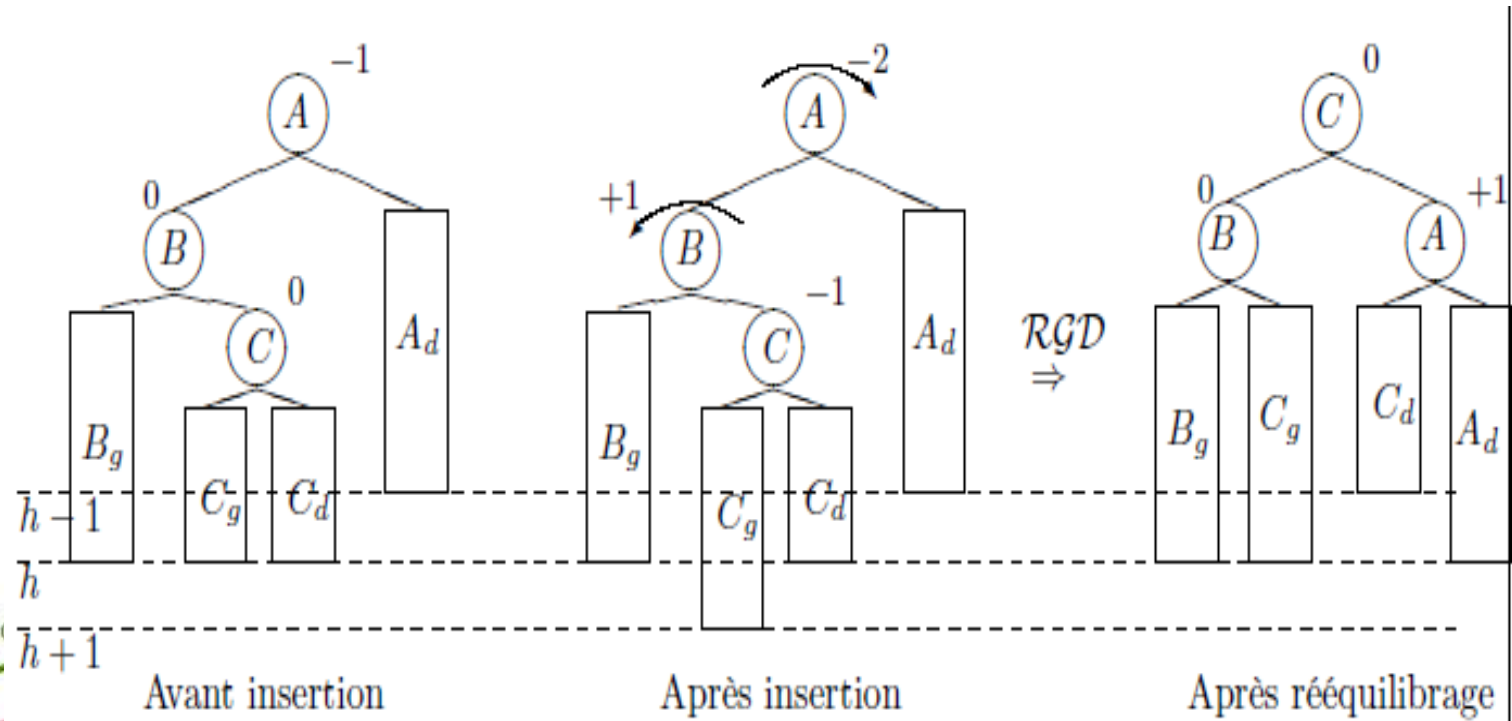 −1
A
0
B
0
C
A_d
B_g
C_g
C_d
−2
A
+1
B
−1
C
A_d
B_g
C_g
C_d
RGD
⇒
0
C
0
B
+1
A
B_g
C_g
C_d
A_d
h − 1
h
h + 1
Avant insertion
Après insertion
Après rééquilibrage